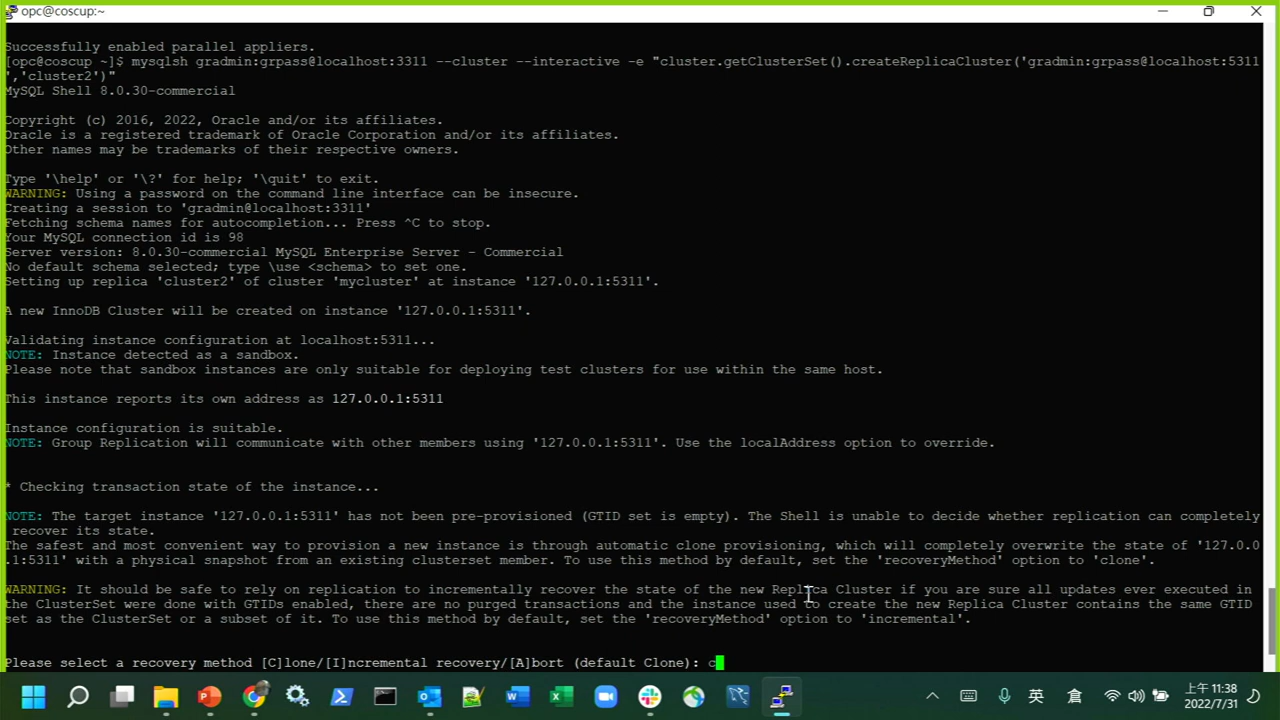 opc@coscup:~
Successfully enabled parallel appliers.
[opc@coscup ~]$ mysqlsh gradmin:grpass@localhost:3311 --cluster --interactive -e "cluster.getClusterSet().createReplicaCluster('gradmin:grpass@localhost:5311
','cluster2')"
MySQL Shell 8.0.30-commercial
Copyright (c) 2016, 2022, Oracle and/or its affiliates.
Oracle is a registered trademark of Oracle Corporation and/or its affiliates.
Other names may be trademarks of their respective owners.
Type '\help' or '\?' for help; '\quit' to exit.
WARNING: Using a password on the command line interface can be insecure.
Creating a session to 'gradmin@localhost:3311'
Fetching schema names for autocompletion... Press ^C to stop.
Your MySQL connection id is 98
Server version: 8.0.30-commercial MySQL Enterprise Server - Commercial
No default schema selected; type \use <schema> to set one.
Setting up replica 'cluster2' of cluster 'mycluster' at instance '127.0.0.1:5311'.
A new InnoDB Cluster will be created on instance '127.0.0.1:5311'.
Validating instance configuration at localhost:5311...
NOTE: Instance detected as a sandbox.
Please note that sandbox instances are only suitable for deploying test clusters for use within the same host.
This instance reports its own address as 127.0.0.1:5311
Instance configuration is suitable.
NOTE: Group Replication will communicate with other members using '127.0.0.1:5311'. Use the localAddress option to override.
* Checking transaction state of the instance...
NOTE: The target instance '127.0.0.1:5311' has not been pre-provisioned (GTID set is empty). The Shell is unable to decide whether replication can completely
recover its state.
The safest and most convenient way to provision a new instance is through automatic clone provisioning, which will completely overwrite the state of '127.0.0
.1:5311' with a physical snapshot from an existing clusterset member. To use this method by default, set the 'recoveryMethod' option to 'clone'.
WARNING: It should be safe to rely on replication to incrementally recover the state of the new Replica Cluster if you are sure all updates ever executed in
the ClusterSet were done with GTIDs enabled, there are no purged transactions and the instance used to create the new Replica Cluster contains the same GTID
set as the ClusterSet or a subset of it. To use this method by default, set the 'recoveryMethod' option to 'incremental'.
Please select a recovery method [C]lone/[I]ncremental recovery/[A]bort (default Clone): c
英
倉
上午 11:38
2022/7/31